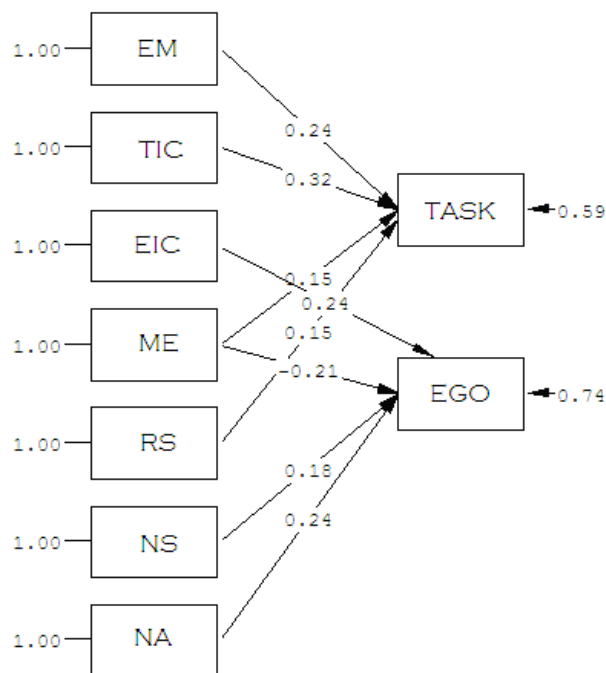 1.00 EM
0.24
1.00 TIC
0.32
TASK 0.59
1.00 EIC
0.15
0.24
0.15
1.00 ME
-0.21
EGO 0.74
1.00 RS
0.18
0.24
1.00 NS
1.00 NA